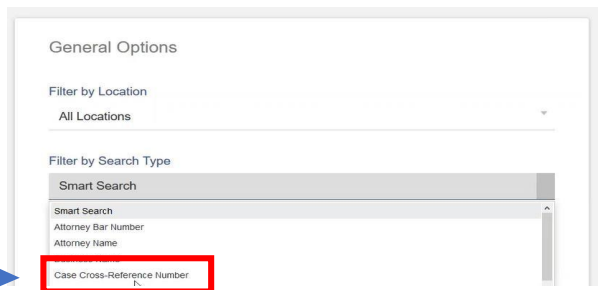 General Options
Filter by Location
All Locations
Filter by Search Type
Smart Search
Smart Search
Attorney Bar Number
Attorney Name
Case Cross-Reference Number